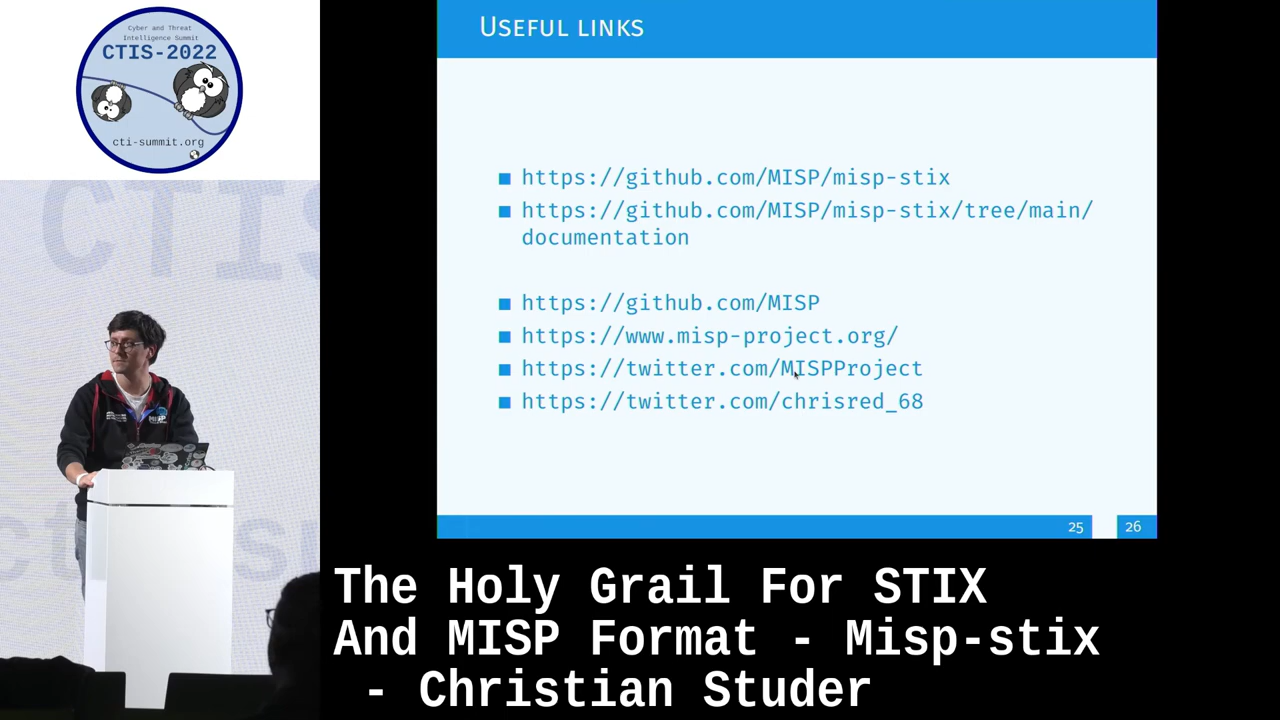 Cyber and Threat
Intelligence Summit
CTIS-2022
cti-summit.org
CTIS
MISP
USEFUL LINKS
https://github.com/MISP/misp-stix
https://github.com/MISP/misp-stix/tree/main/
documentation
https://github.com/MISP
https://www.misp-project.org/
https://twitter.com/MISPProject
https://twitter.com/chrisred_68
25 26
The Holy Grail For STIX
And MISP Format - Misp-stix
- Christian Studer